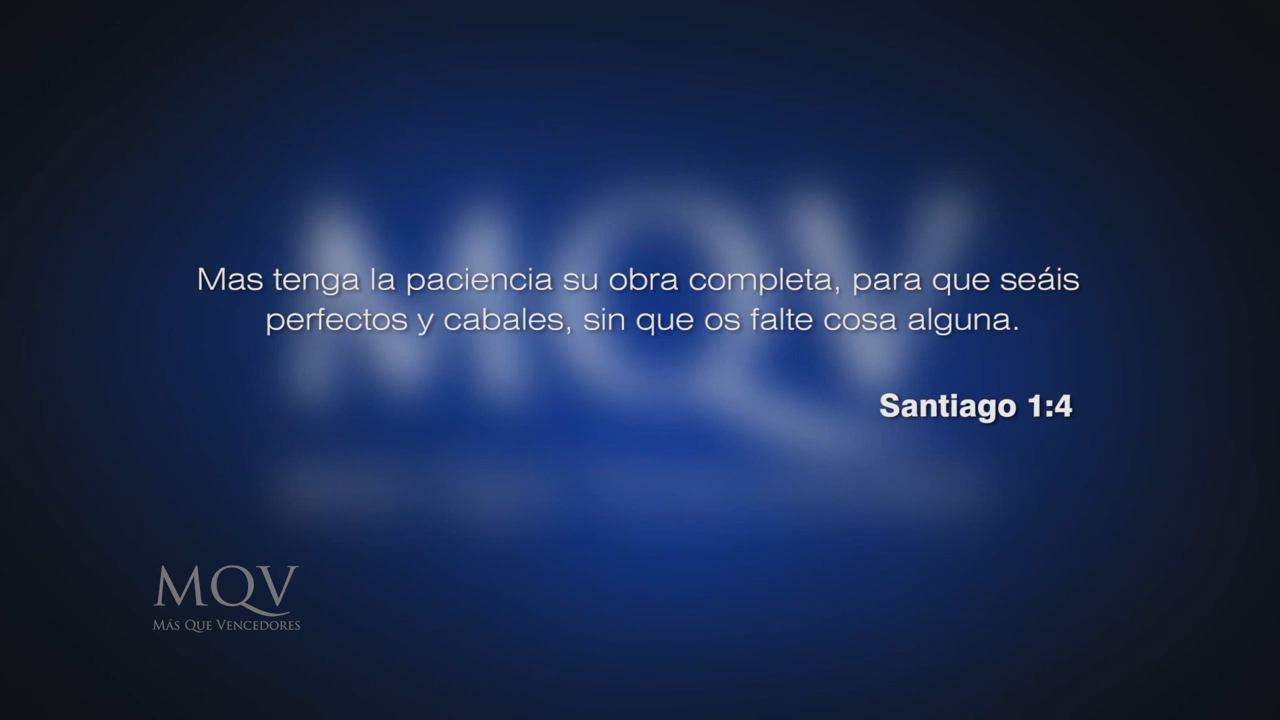 Mas tenga la paciencia su obra completa, para que seáis
perfectos y cabales, sin que os falte cosa alguna.
Santiago 1:4
MQV
MÁS QUE VENCEDORES